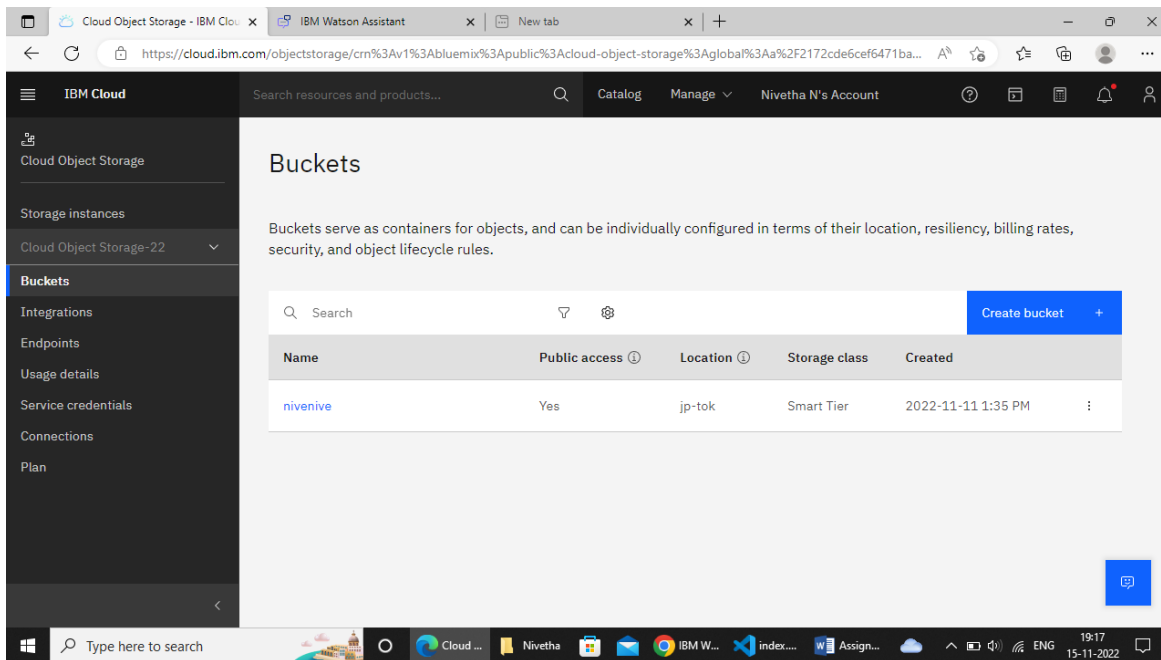 Cloud Object Storage - IBM Clou
IBM Watson Assistant
New tab
https://cloud.ibm.com/objectstorage/crn%3Av1%3Abluemix%3Apublic%3Acloud-object-storage%3Aglobal%3Aa%2F2172cde6cef6471ba...
IBM Cloud
Search resources and products...
Catalog
Manage
Nivetha N's Account
Cloud Object Storage
Storage instances
Cloud Object Storage-22
Buckets
Integrations
Endpoints
Usage details
Service credentials
Connections
Plan
Buckets
Buckets serve as containers for objects, and can be individually configured in terms of their location, resiliency, billing rates,
security, and object lifecycle rules.
Search
Create bucket +
Name Public access Location Storage class Created
nivenive Yes jp-tok Smart Tier 2022-11-11 1:35 PM
Type here to search
Cloud ...
Nivetha
IBM W...
index....
Assign...
ENG
19:17
15-11-2022